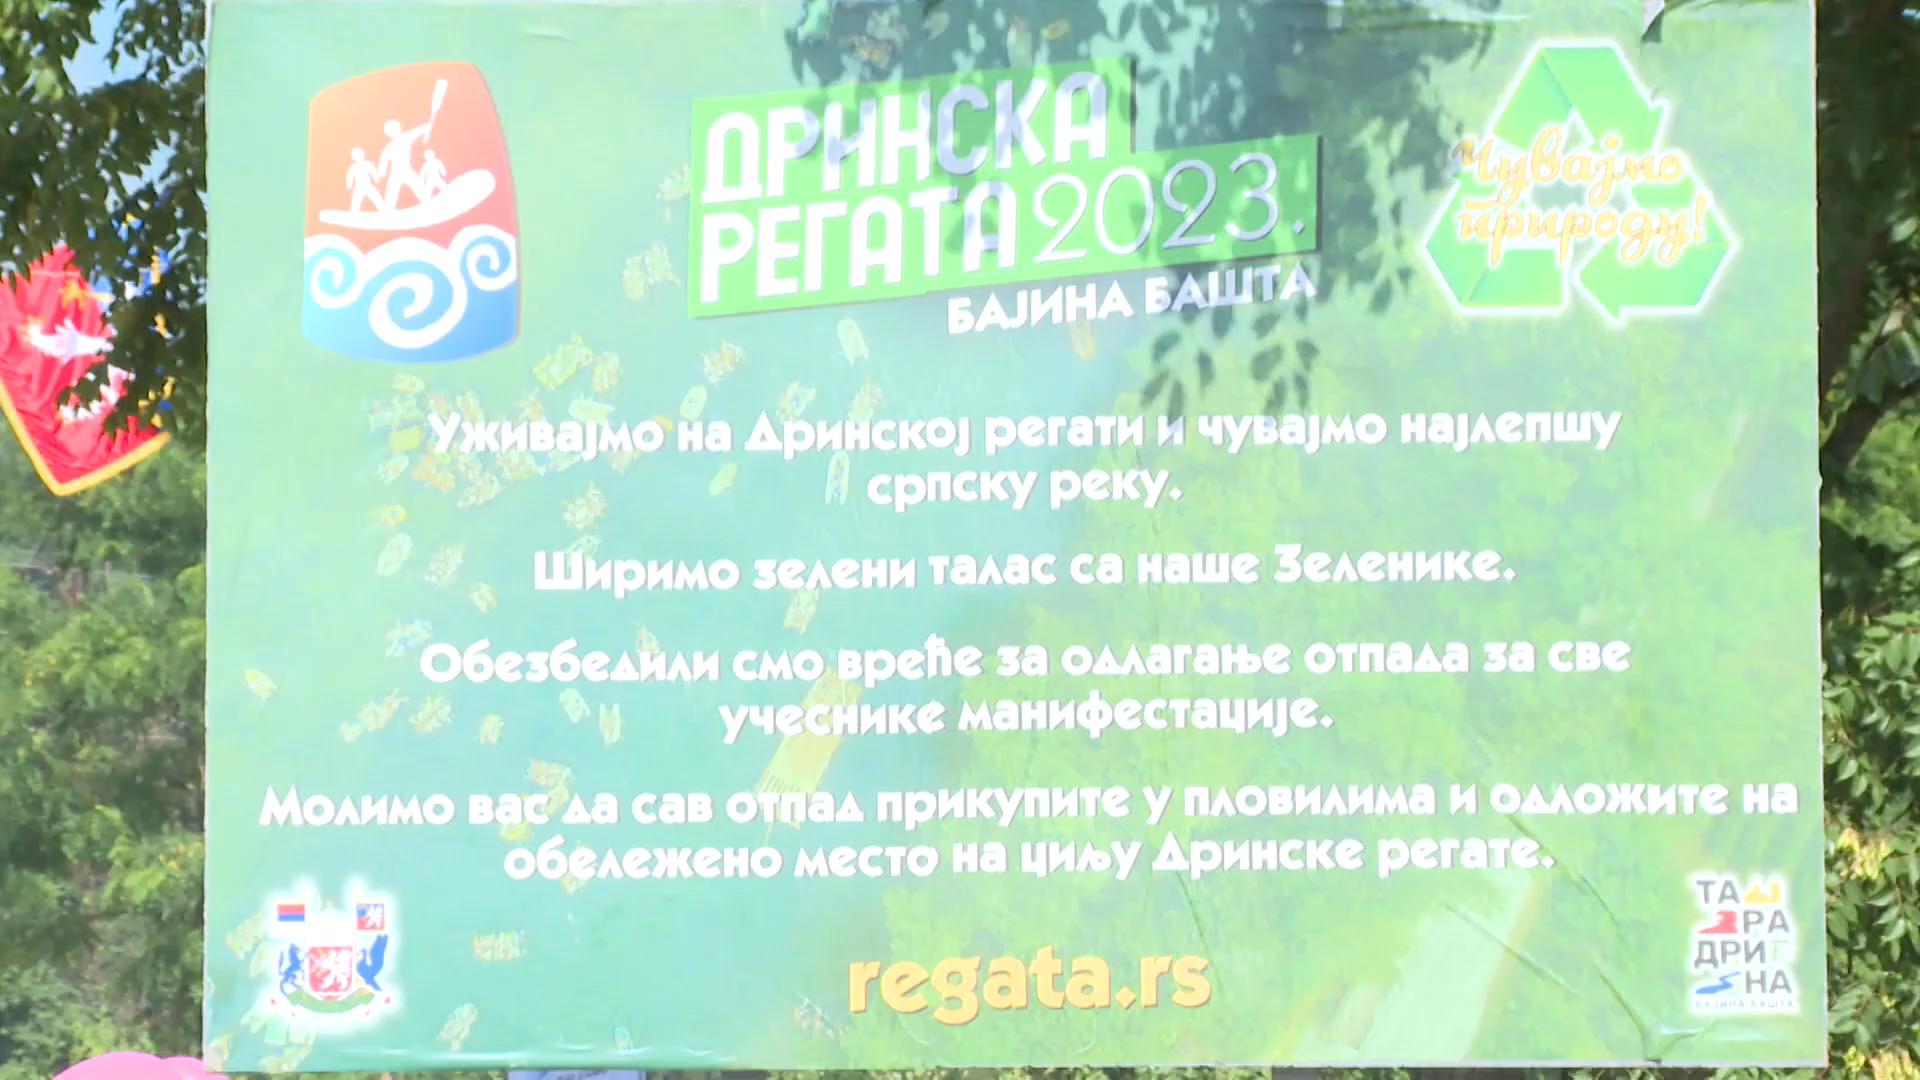 ДРИНСКА
РЕГАТА 2023.
БАЈИНА БАШТА
Чувајмо
природу!
Уживајмо на Дринској регати и чувајмо најлепшу
српску реку.
Ширимо зелени талас са наше Зеленике.
Обезбедили смо вреће за одлагање отпада за све
учеснике манифестације.
Молимо вас да сав отпад прикупите у пловилима и одложите на
обележено место на циљу Дринске регате.
regata.rs
ТА
РА
ДРИ
НА
БАЈИНА БАШТА